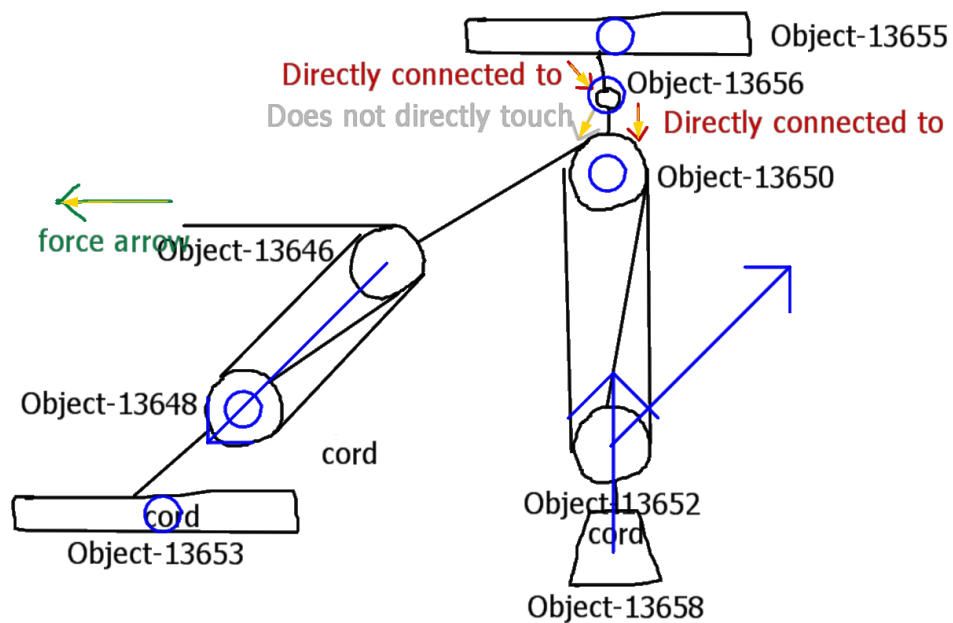 Object-13655
Directly connected to
Object-13656
Does not directly touch
Directly connected to
Object-13650
force arrow
Object-13646
Object-13648
cord
cord
Object-13652
cord
Object-13653
Object-13658